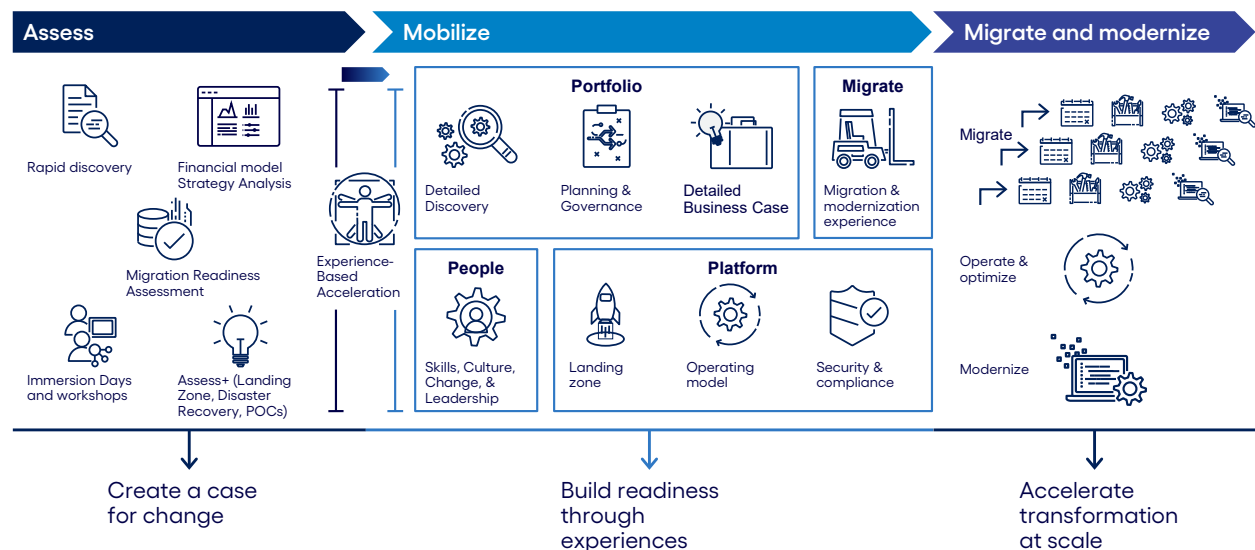 Assess
Mobilize
Migrate and modernize
Rapid discovery
Financial model
Strategy Analysis
Migration Readiness
Assessment
Immersion Days
and workshops
Assess+ (Landing
Zone, Disaster
Recovery, POCs)
Experience-
Based
Acceleration
Portfolio
Detailed
Discovery
Planning &
Governance
Detailed
Business Case
Migrate
Migration &
modernization
experience
People
Skills, Culture,
Change, &
Leadership
Platform
Landing
zone
Operating
model
Security &
compliance
Migrate
Operate &
optimize
Modernize
Create a case
for change
Build readiness
through
experiences
Accelerate
transformation
at scale